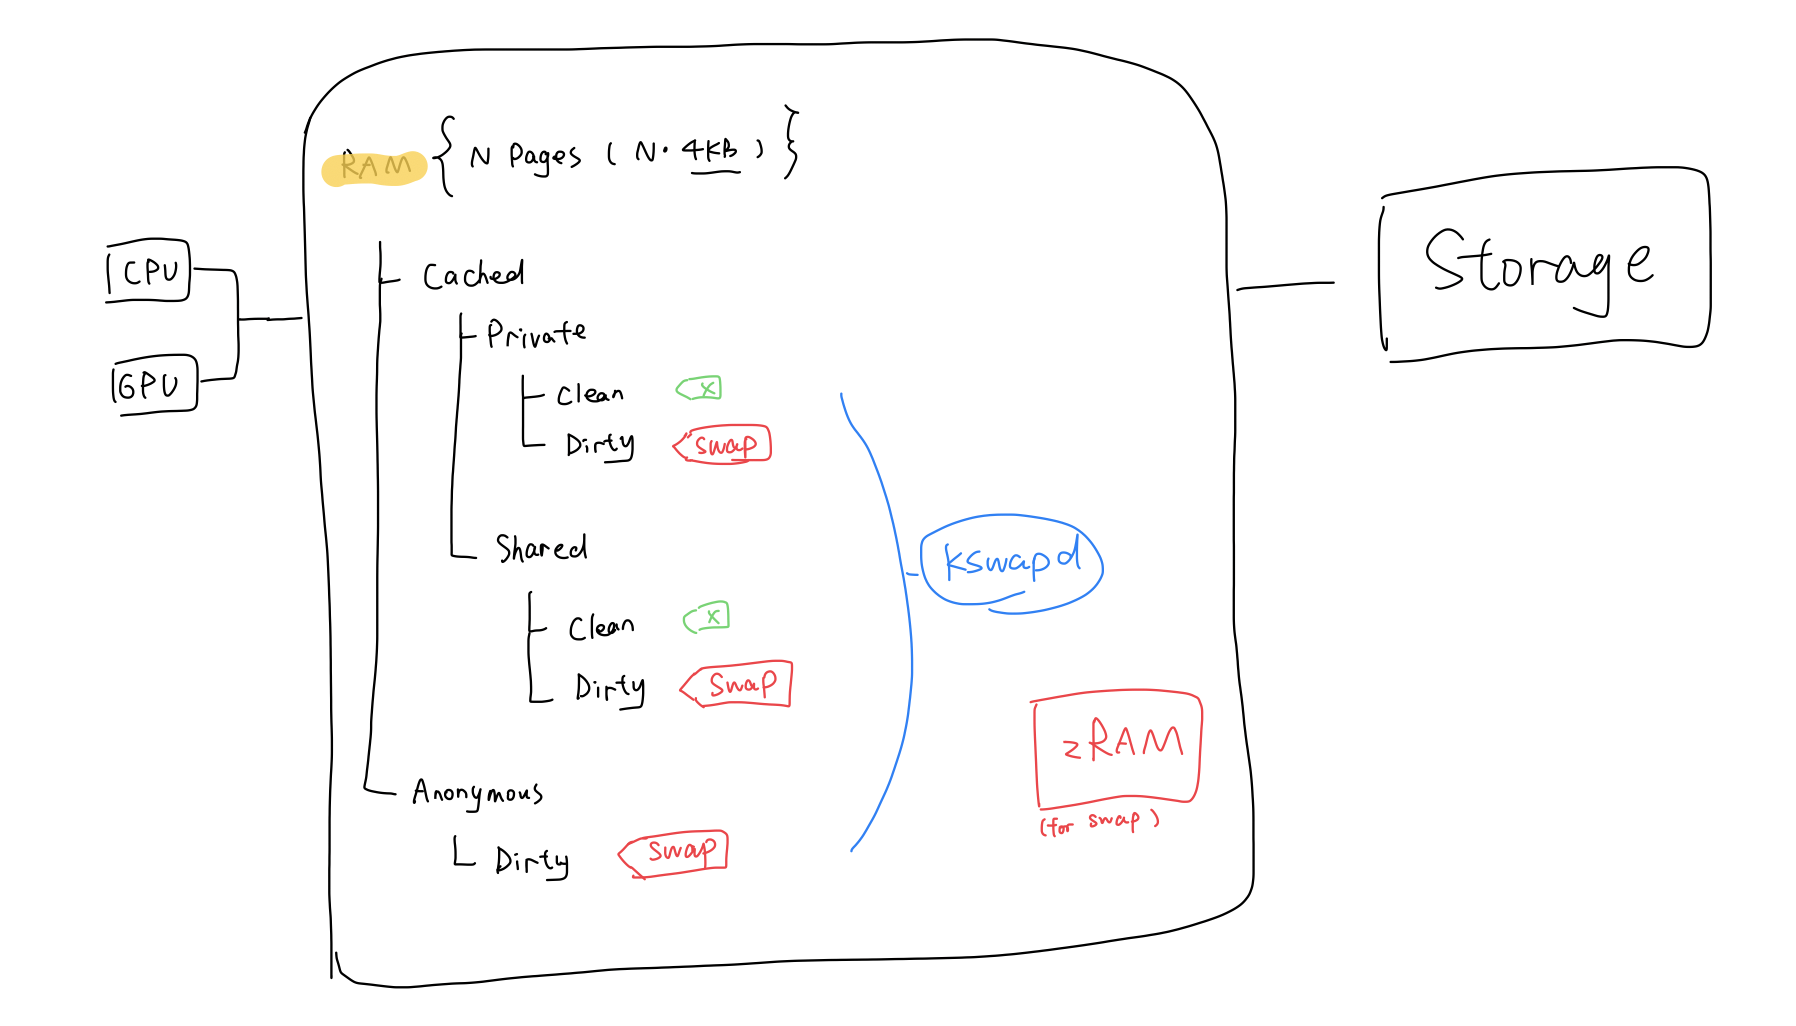 RAM { N Pages ( N · 4KB ) }
CPU
GPU
Cached
Private
Clean x
Dirty swap
Shared
Clean x
Dirty swap
Anonymous
Dirty swap
kswapd
zRAM
(for swap)
Storage